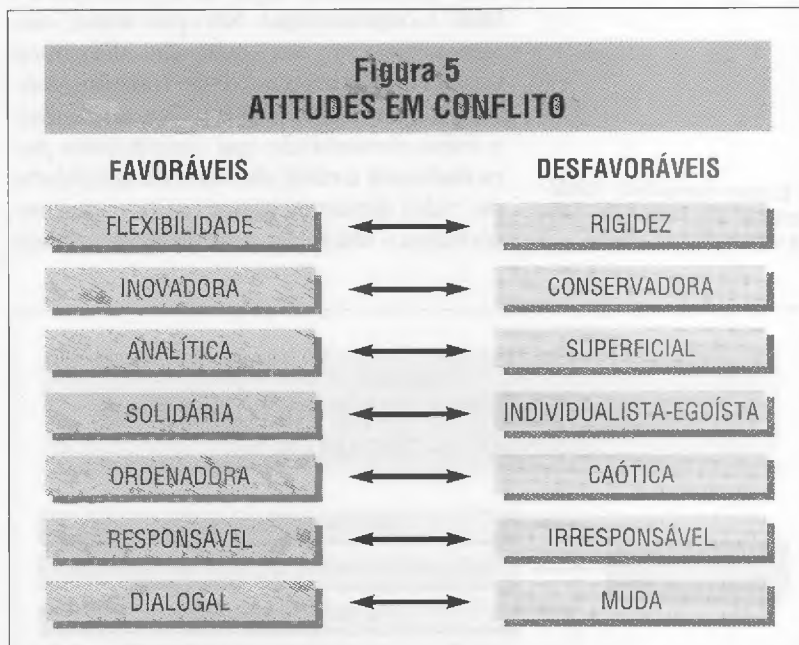 Figura 5
ATITUDES EM CONFLITO
FAVORÁVEIS DESFAVORÁVEIS
FLEXIBILIDADE RIGIDEZ
INOVADORA CONSERVADORA
ANALÍTICA SUPERFICIAL
SOLIDÁRIA INDIVIDUALISTA-EGOÍSTA
ORDENADORA CAÓTICA
RESPONSÁVEL IRRESPONSÁVEL
DIALOGAL MUDA